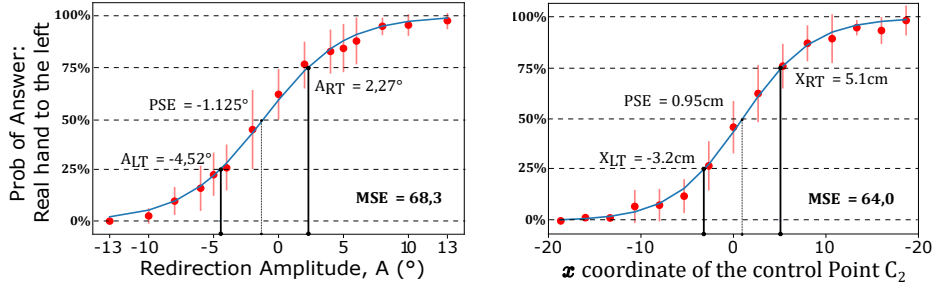 Prob of Answer:
Real hand to the left
100%
75%
50%
25%
0%
A_RT = 2,27°
PSE = -1.125°
A_LT = -4,52°
MSE = 68,3
-13 -10 -5 0 5 10 13
Redirection Amplitude, A (°)
100%
75%
50%
25%
0%
X_RT = 5.1cm
PSE = 0.95cm
X_LT = -3.2cm
MSE = 64,0
-20 -10 0 10 20
x coordinate of the control Point C₂